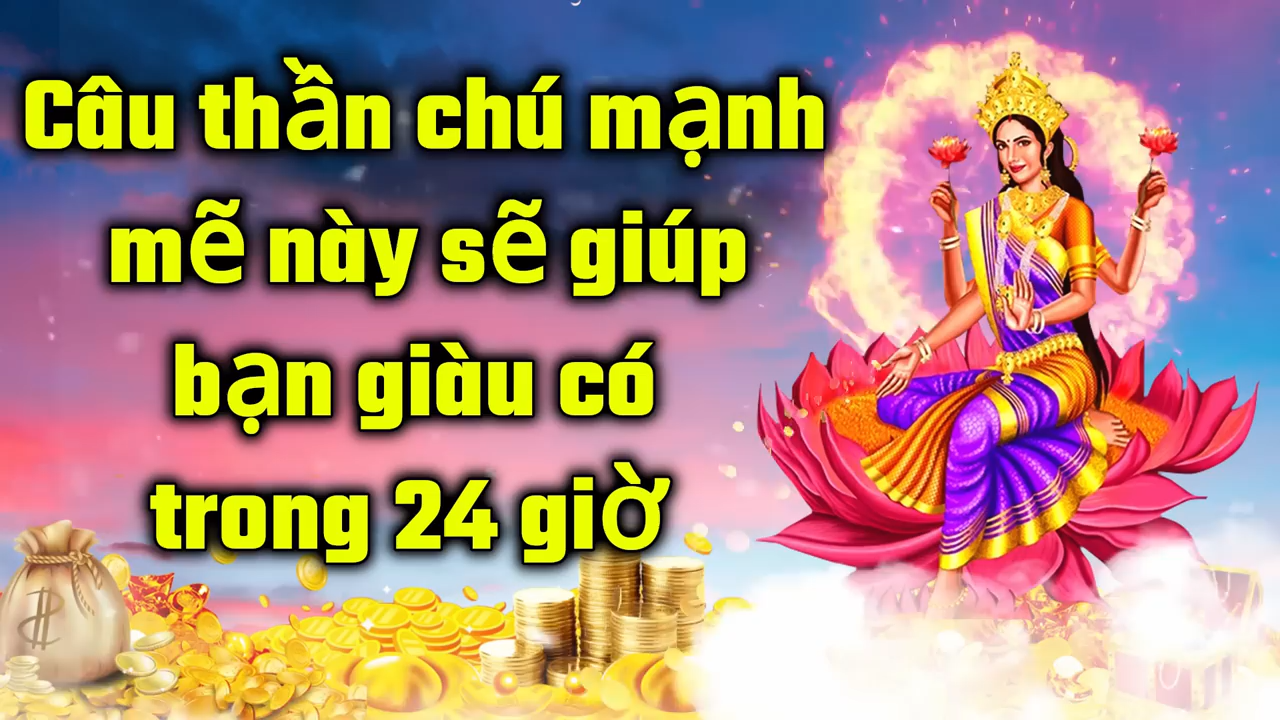 Câu thần chú mạnh
mẽ này sẽ giúp
bạn giàu có
trong 24 giờ